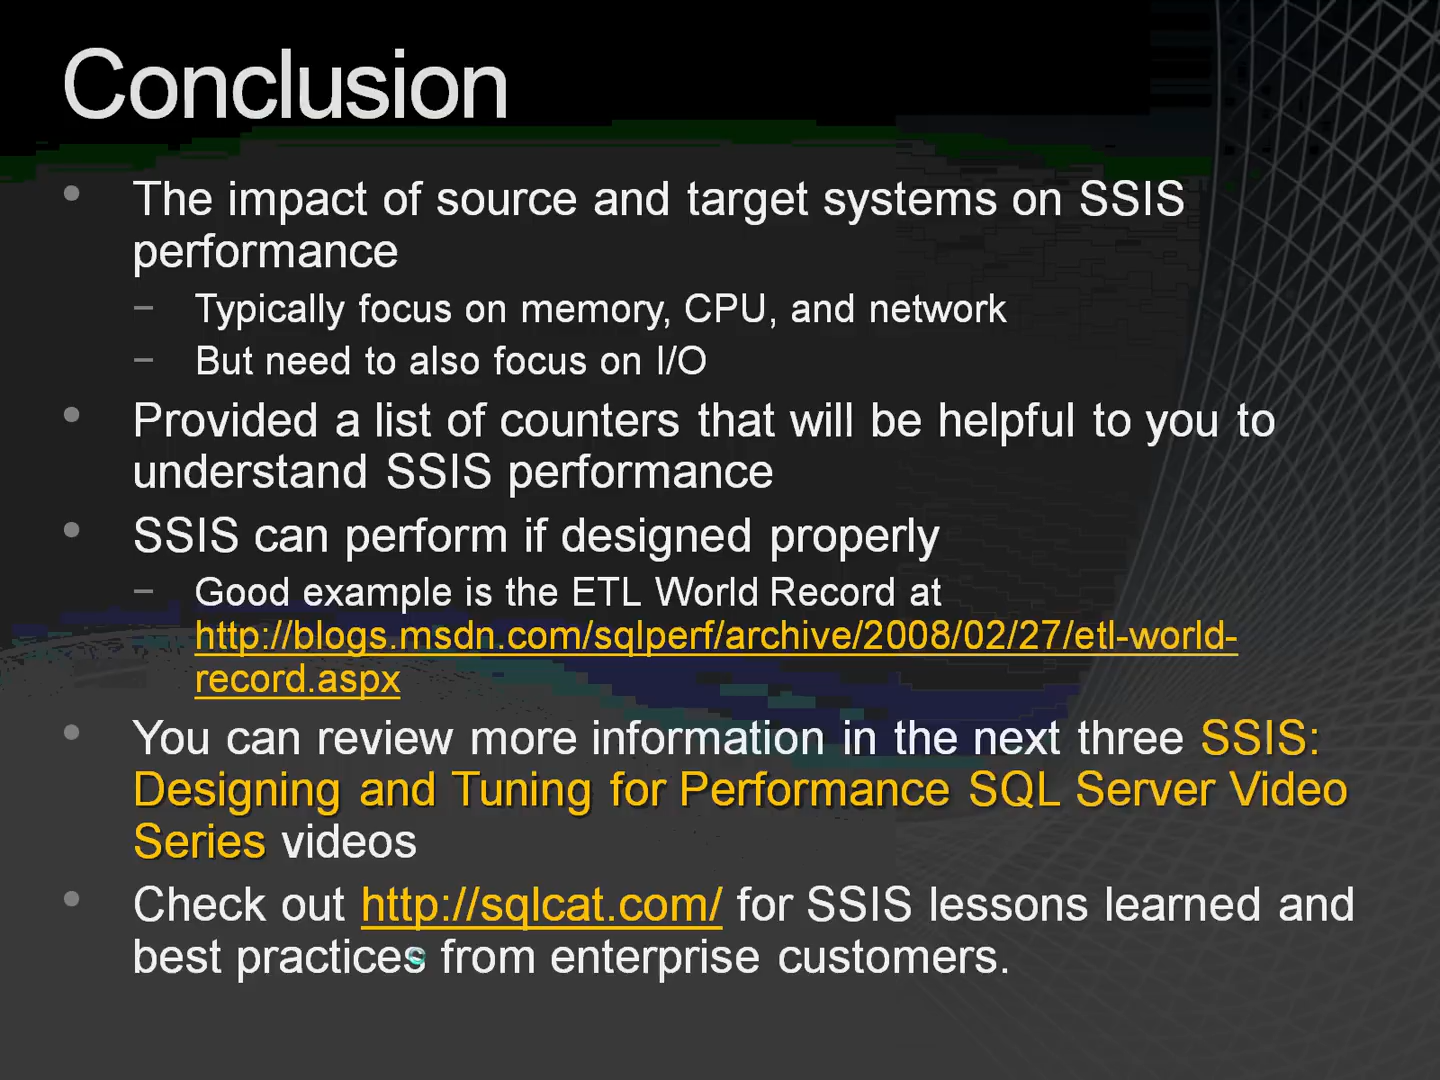 Conclusion
• The impact of source and target systems on SSIS
performance
– Typically focus on memory, CPU, and network
– But need to also focus on I/O
• Provided a list of counters that will be helpful to you to
understand SSIS performance
• SSIS can perform if designed properly
– Good example is the ETL World Record at
http://blogs.msdn.com/sqlperf/archive/2008/02/27/etl-world-
record.aspx
• You can review more information in the next three SSIS:
Designing and Tuning for Performance SQL Server Video
Series videos
• Check out http://sqlcat.com/ for SSIS lessons learned and
best practices from enterprise customers.